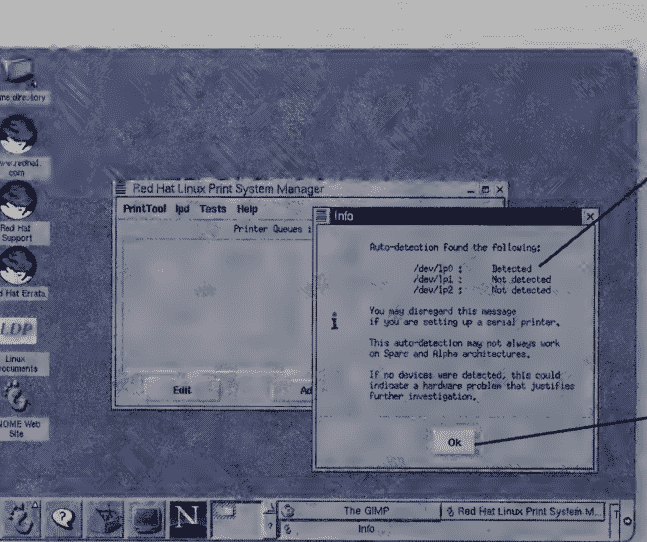 me directory
www.redhat.
com
Red Hat
Support
d Hat Errata
LDP
Linux
ocuments
NOME Web
Site
Red Hat Linux Print System Manager
PrintTool lpd Tests Help
Printer Queues :
Edit
Ad
Info
Auto-detection found the following:
/dev/lp0 : Detected
/dev/lp1 : Not detected
/dev/lp2 : Not detected
You may disregard this message
if you are setting up a serial printer.
This auto-detection may not always work
on Sparc and Alpha architectures.
If no devices were detected, this could
indicate a hardware problem that justifies
further investigation.
i
Ok
N
?
The GIMP
Red Hat Linux Print System M...
Info